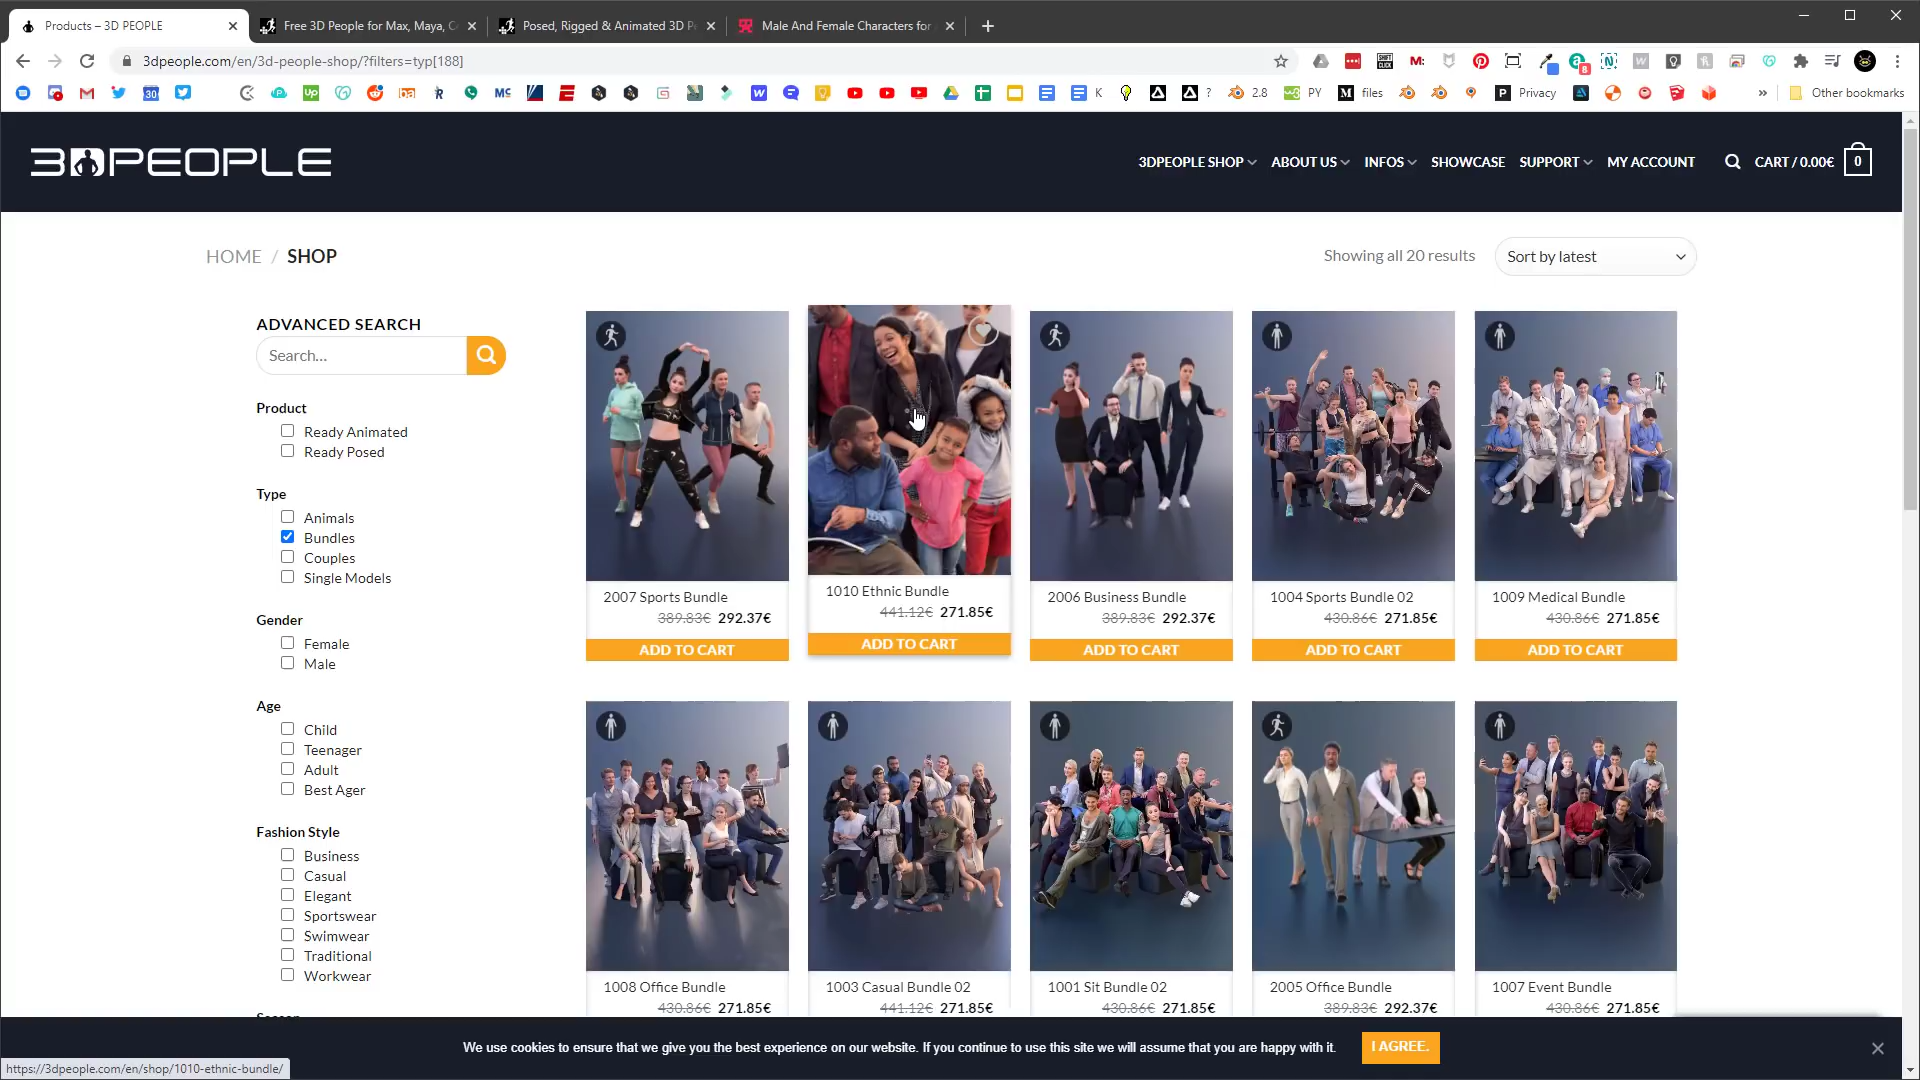 Products – 3D PEOPLE
Free 3D People for Max, Maya, C
Posed, Rigged & Animated 3D P
Male And Female Characters for
3dpeople.com/en/3d-people-shop/?filters=typ[188]
K
?
2.8
PY
files
Privacy
Other bookmarks
3DPEOPLE
3DPEOPLE SHOP
ABOUT US
INFOS
SHOWCASE
SUPPORT
MY ACCOUNT
CART / 0.00€
0
HOME / SHOP
Showing all 20 results
Sort by latest
ADVANCED SEARCH
Search...
Product
Ready Animated
Ready Posed
Type
Animals
Bundles
Couples
Single Models
Gender
Female
Male
Age
Child
Teenager
Adult
Best Ager
Fashion Style
Business
Casual
Elegant
Sportswear
Swimwear
Traditional
Workwear
2007 Sports Bundle
389.83€ 292.37€
ADD TO CART
1010 Ethnic Bundle
441.12€ 271.85€
ADD TO CART
2006 Business Bundle
389.83€ 292.37€
ADD TO CART
1004 Sports Bundle 02
430.86€ 271.85€
ADD TO CART
1009 Medical Bundle
430.86€ 271.85€
ADD TO CART
1008 Office Bundle
430.86€ 271.85€
1003 Casual Bundle 02
441.12€ 271.85€
1001 Sit Bundle 02
430.86€ 271.85€
2005 Office Bundle
389.83€ 292.37€
1007 Event Bundle
430.86€ 271.85€
We use cookies to ensure that we give you the best experience on our website. If you continue to use this site we will assume that you are happy with it.
I AGREE.
https://3dpeople.com/en/shop/1010-ethnic-bundle/